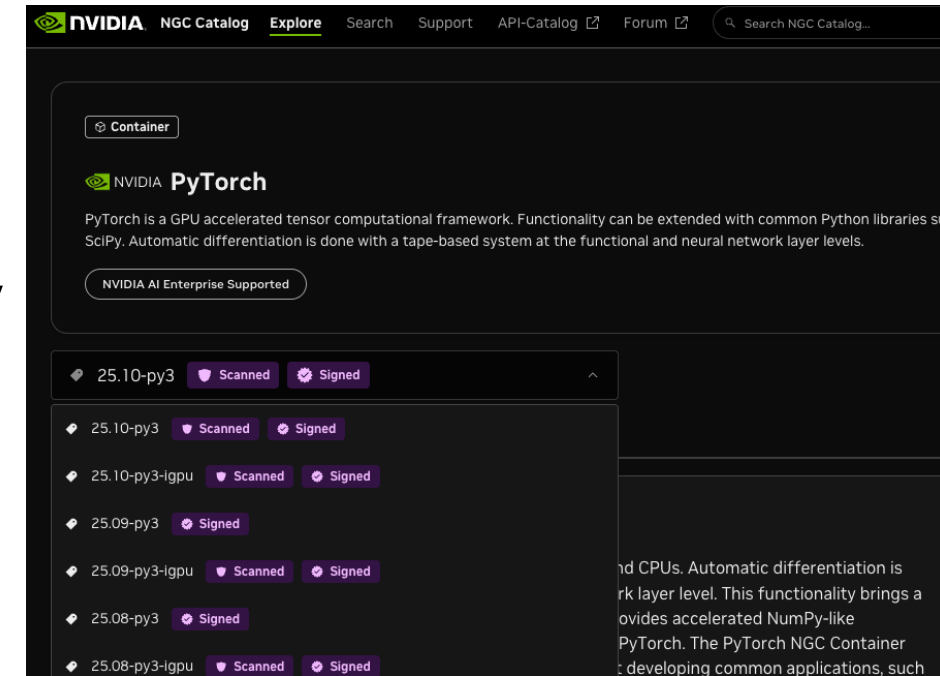 NVIDIA. NGC Catalog Explore Search Support API-Catalog Forum Search NGC Catalog...
Container
NVIDIA PyTorch
PyTorch is a GPU accelerated tensor computational framework. Functionality can be extended with common Python libraries
SciPy. Automatic differentiation is done with a tape-based system at the functional and neural network layer levels.
NVIDIA AI Enterprise Supported
25.10-py3 Scanned Signed
25.10-py3 Scanned Signed
25.10-py3-igpu Scanned Signed
25.09-py3 Signed
25.09-py3-igpu Scanned Signed
25.08-py3 Signed
25.08-py3-igpu Scanned Signed
CPUs. Automatic differentiation is
layer level. This functionality brings a
accelerated NumPy-like
PyTorch. The PyTorch NGC Container
developing common applications, such